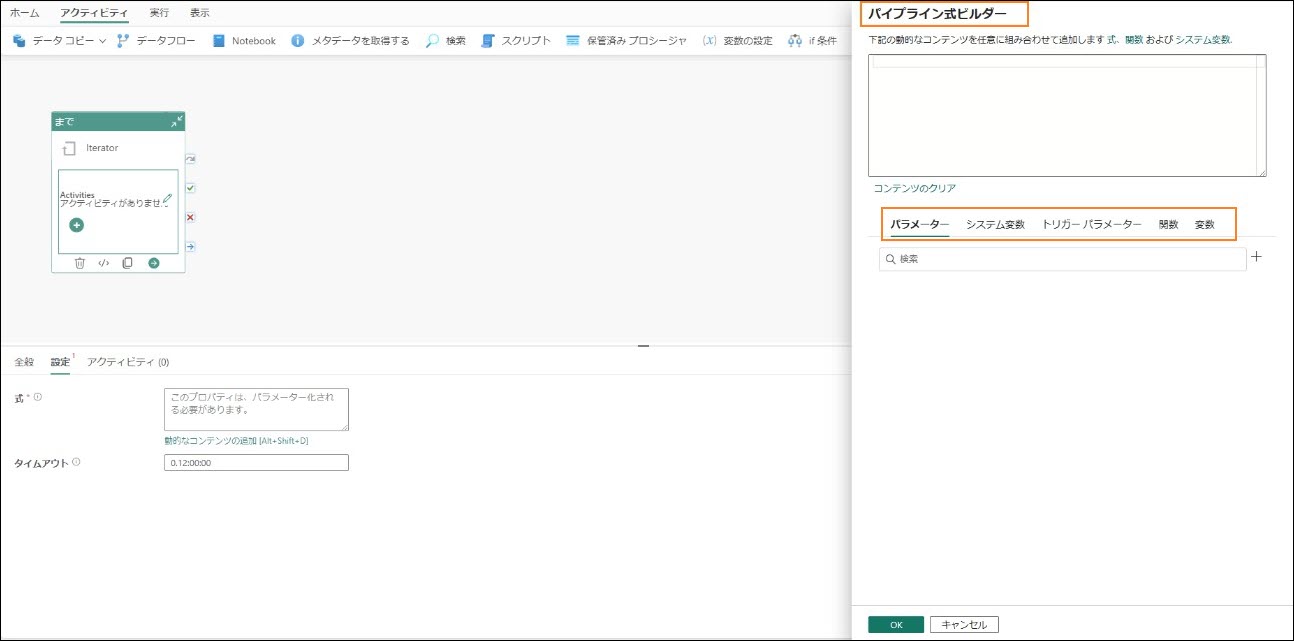 ホーム アクティビティ 実行 表示
データ コピー データフロー Notebook メタデータを取得する 検索 スクリプト 保管済み プロシージャ (x) 変数の設定 if 条件
まで
Iterator
Activities
アクティビティがありませ..
全般 設定 1 アクティビティ (0)
式 *
このプロパティは、パラメーター化され
る必要があります。
動的なコンテンツの追加 [Alt+Shift+D]
タイムアウト
0.12:00:00
パイプライン式ビルダー
下記の動的なコンテンツを任意に組み合わせて追加します 式、関数 および システム変数.
コンテンツのクリア
パラメーター システム変数 トリガー パラメーター 関数 変数
検索
OK キャンセル